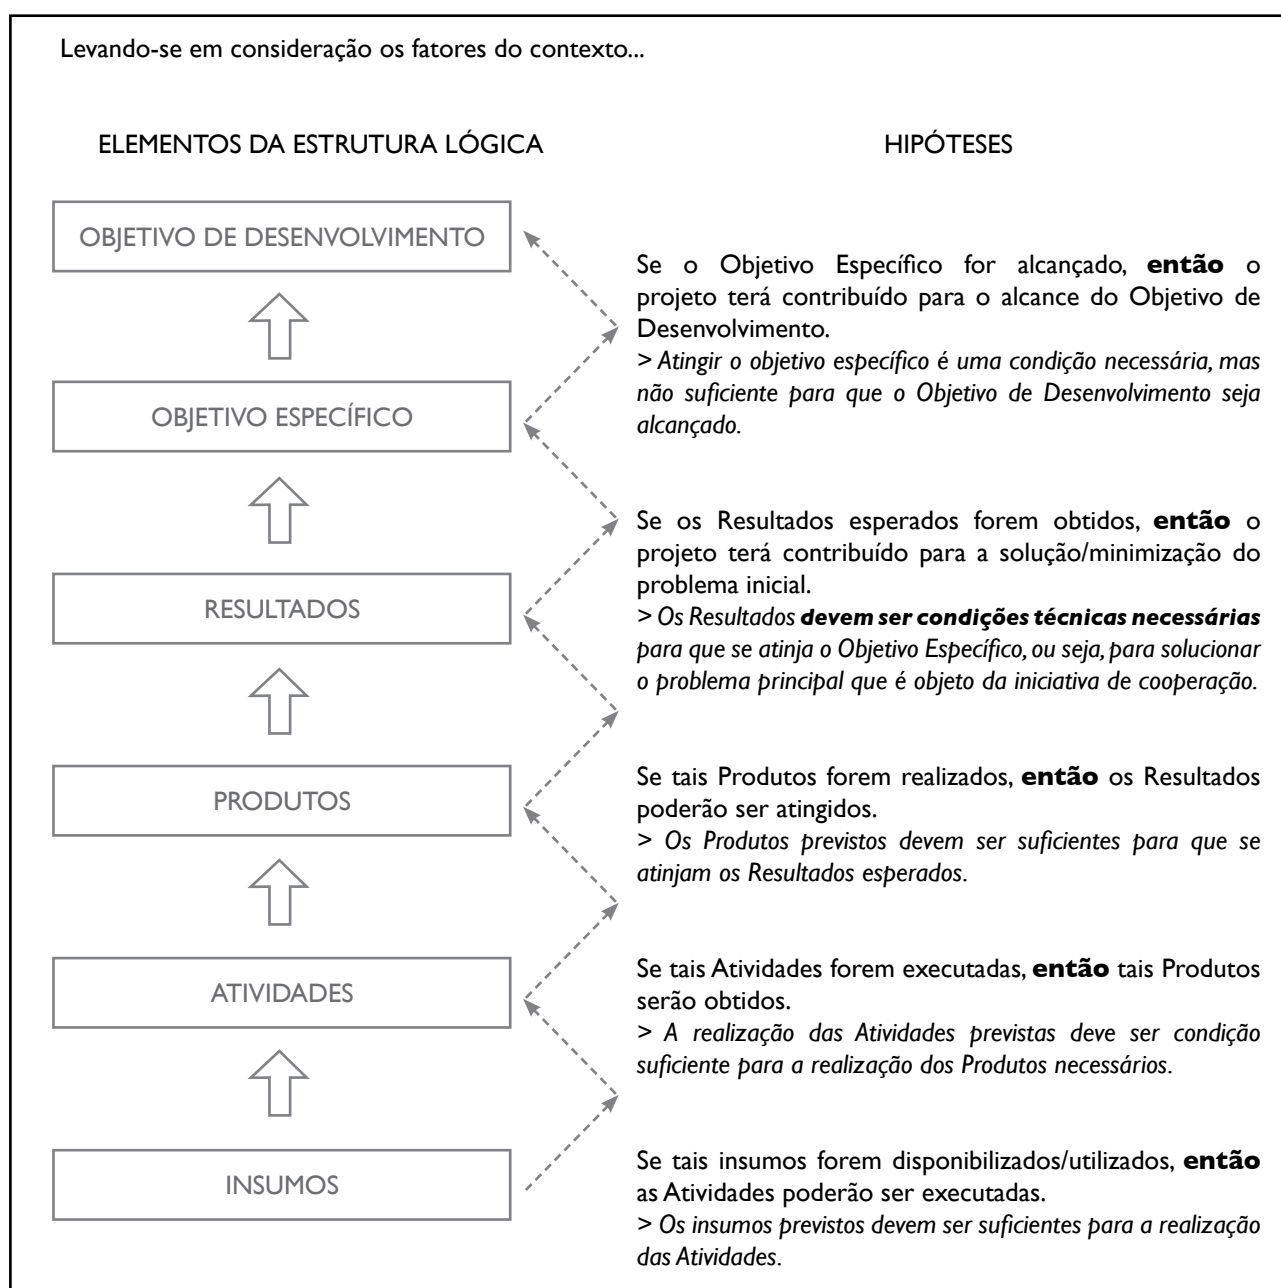 Levando-se em consideração os fatores do contexto...
ELEMENTOS DA ESTRUTURA LÓGICA
HIPÓTESES
OBJETIVO DE DESENVOLVIMENTO
Se o Objetivo Específico for alcançado, então o
projeto terá contribuído para o alcance do Objetivo de
Desenvolvimento.
> Atingir o objetivo específico é uma condição necessária, mas
não suficiente para que o Objetivo de Desenvolvimento seja
alcançado.
OBJETIVO ESPECÍFICO
Se os Resultados esperados forem obtidos, então o
projeto terá contribuído para a solução/minimização do
problema inicial.
> Os Resultados devem ser condições técnicas necessárias
para que se atinja o Objetivo Específico, ou seja, para solucionar
o problema principal que é objeto da iniciativa de cooperação.
RESULTADOS
Se tais Produtos forem realizados, então os Resultados
poderão ser atingidos.
> Os Produtos previstos devem ser suficientes para que se
atinjam os Resultados esperados.
PRODUTOS
Se tais Atividades forem executadas, então tais Produtos
serão obtidos.
> A realização das Atividades previstas deve ser condição
suficiente para a realização dos Produtos necessários.
ATIVIDADES
Se tais insumos forem disponibilizados/utilizados, então
as Atividades poderão ser executadas.
> Os insumos previstos devem ser suficientes para a realização
das Atividades.
INSUMOS